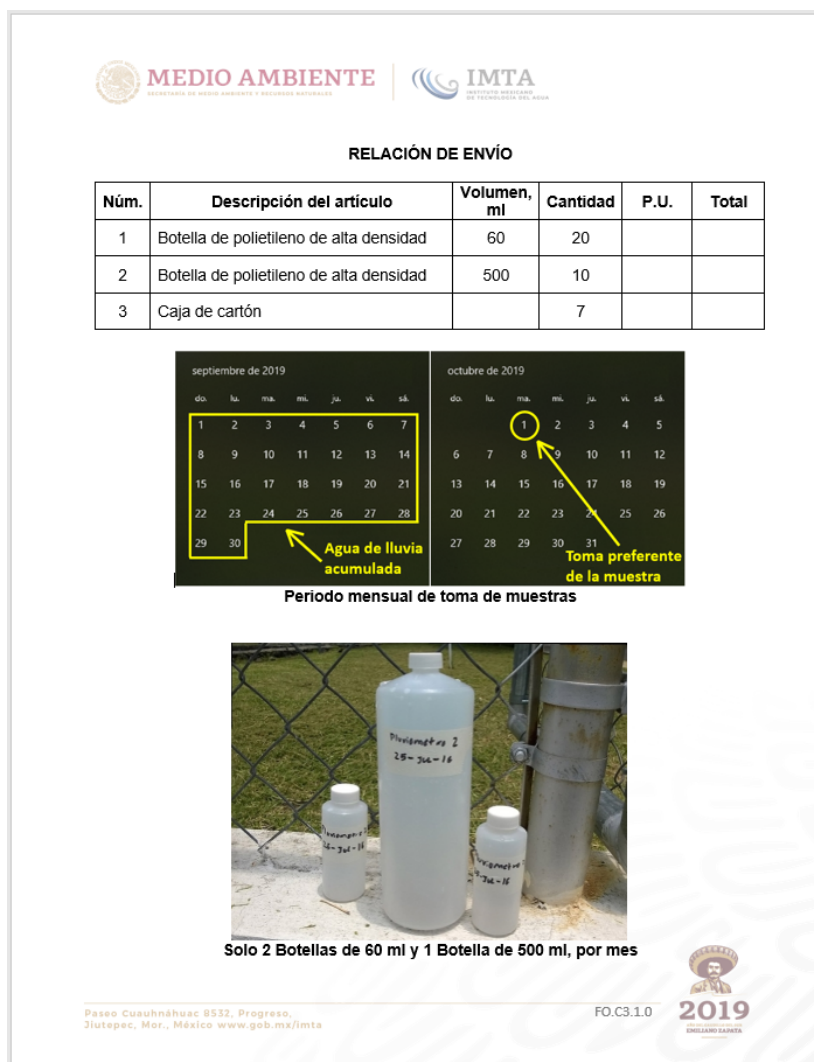 MEDIO AMBIENTE
SECRETARÍA DE MEDIO AMBIENTE Y RECURSOS NATURALES
IMTA
INSTITUTO MEXICANO
DE TECNOLOGÍA DEL AGUA
RELACIÓN DE ENVÍO
Núm. Descripción del artículo Volumen, ml Cantidad P.U. Total
1 Botella de polietileno de alta densidad 60 20
2 Botella de polietileno de alta densidad 500 10
3 Caja de cartón 7
septiembre de 2019
do. lu. ma. mi. ju. vi. sá.
1 2 3 4 5 6 7
8 9 10 11 12 13 14
15 16 17 18 19 20 21
22 23 24 25 26 27 28
29 30
Agua de lluvia
acumulada
octubre de 2019
do. lu. ma. mi. ju. vi. sá.
1 2 3 4 5
6 7 8 9 10 11 12
13 14 15 16 17 18 19
20 21 22 23 24 25 26
27 28 29 30 31
Toma preferente
de la muestra
Periodo mensual de toma de muestras
Pluviometro 2
25-Jul-16
Solo 2 Botellas de 60 ml y 1 Botella de 500 ml, por mes
Paseo Cuauhnáhuac 8532, Progreso,
Jiutepec, Mor., México www.gob.mx/imta
FO.C3.1.0
2019
EMILIANO ZAPATA